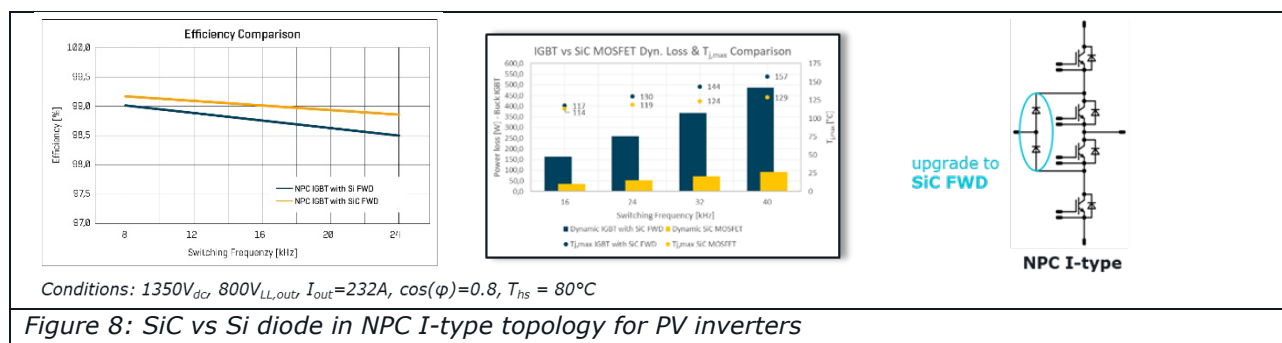 Efficiency Comparison
100,0
99,5
99,0
98,5
98,0
97,5
97,0
Efficiency [%]
NPC IGBT with Si FWD
NPC IGBT with SiC FWD
8 12 16 20 24
Switching Frequenzy [kHz]
IGBT vs SiC MOSFET Dyn. Loss & Tj,max Comparison
600,0
550,0
500,0
450,0
400,0
350,0
300,0
250,0
200,0
150,0
100,0
50,0
0,0
Power loss [W] - Buck IGBT
117
114
130
119
144
124
157
129
175
150
125
100
75
50
25
0
Tj,max [°C]
16 24 32 40
Switching Frequency [kHz]
Dynamic IGBT with SiC FWD Dynamic SiC MOSFET
Tj,max IGBT with SiC FWD Tj,max SiC MOSFET
upgrade to
SiC FWD
NPC I-type
Conditions: 1350Vdc, 800VLL,out, Iout=232A, cos(φ)=0.8, Ths = 80°C
Figure 8: SiC vs Si diode in NPC I-type topology for PV inverters